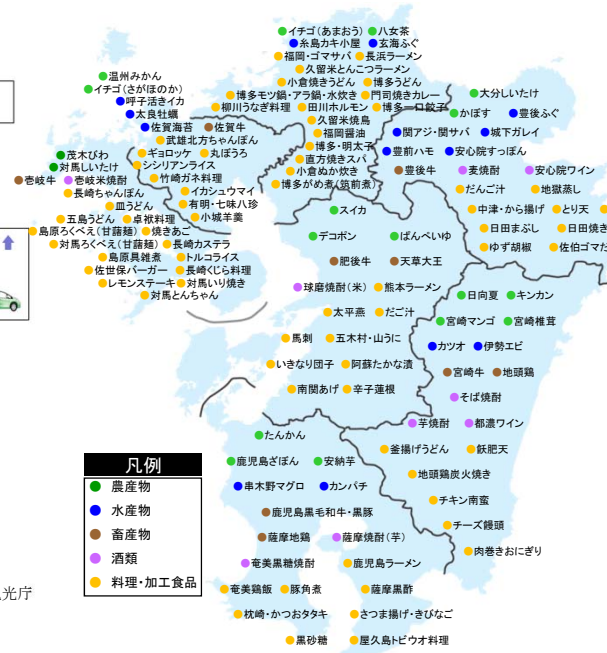 イチゴ(あまおう) 八女茶
糸島カキ小屋 玄海ふぐ
福岡・ゴマサバ 長浜ラーメン
久留米とんこつラーメン
小倉焼きうどん 博多うどん
博多モツ鍋・アラ鍋・水炊き 門司焼きカレー
柳川うなぎ料理 田川ホルモン 博多一口餃子
久留米焼鳥
福岡醤油
博多・明太子
直方焼きスパ
小倉ぬか炊き
博多がめ煮(筑前煮)
温州みかん
イチゴ(さがほのか)
呼子活きイカ
太良牡蠣
佐賀海苔 佐賀牛
武雄北方ちゃんぽん
ギョロッケ 丸ぼうろ
シシリアンライス
竹崎ガネ料理
イカシュウマイ
有明・七味八珍
小城羊羹
茂木びわ
対馬しいたけ
壱岐牛 壱岐米焼酎
長崎ちゃんぽん
皿うどん
五島うどん 卓袱料理
島原ろくべえ(甘藷麺) 焼きあご
対馬ろくべえ(甘藷麺) 長崎カステラ
島原具雑煮 トルコライス
佐世保バーガー 長崎くじら料理
レモンステーキ 対馬いり焼き
対馬とんちゃん
大分しいたけ
かぼす 豊後ふぐ
関アジ・関サバ 城下ガレイ
豊前ハモ 安心院すっぽん
豊後牛 麦焼酎 安心院ワイン
だんご汁 地獄蒸し
中津・から揚げ とり天
日田まぶし 日田焼き
ゆず胡椒 佐伯ゴマだ
スイカ
デコポン ばんぺいゆ
肥後牛 天草大王
球磨焼酎(米) 熊本ラーメン
太平燕 だご汁
馬刺 五木村・山うに
いきなり団子 阿蘇たかな漬
南関あげ 辛子蓮根
日向夏 キンカン
宮崎マンゴ 宮崎椎茸
カツオ 伊勢エビ
宮崎牛 地頭鶏
そば焼酎
芋焼酎 都濃ワイン
釜揚げうどん 飫肥天
地頭鶏炭火焼き
チキン南蛮
チーズ饅頭
肉巻きおにぎり
たんかん
鹿児島ざぼん 安納芋
串木野マグロ カンパチ
鹿児島黒毛和牛・黒豚
薩摩地鶏 薩摩焼酎(芋)
奄美黒糖焼酎 鹿児島ラーメン
奄美鶏飯 豚角煮 薩摩黒酢
枕崎・かつおタタキ さつま揚げ・きびなご
黒砂糖 屋久島トビウオ料理
凡例
農産物
水産物
畜産物
酒類
料理・加工食品
光庁